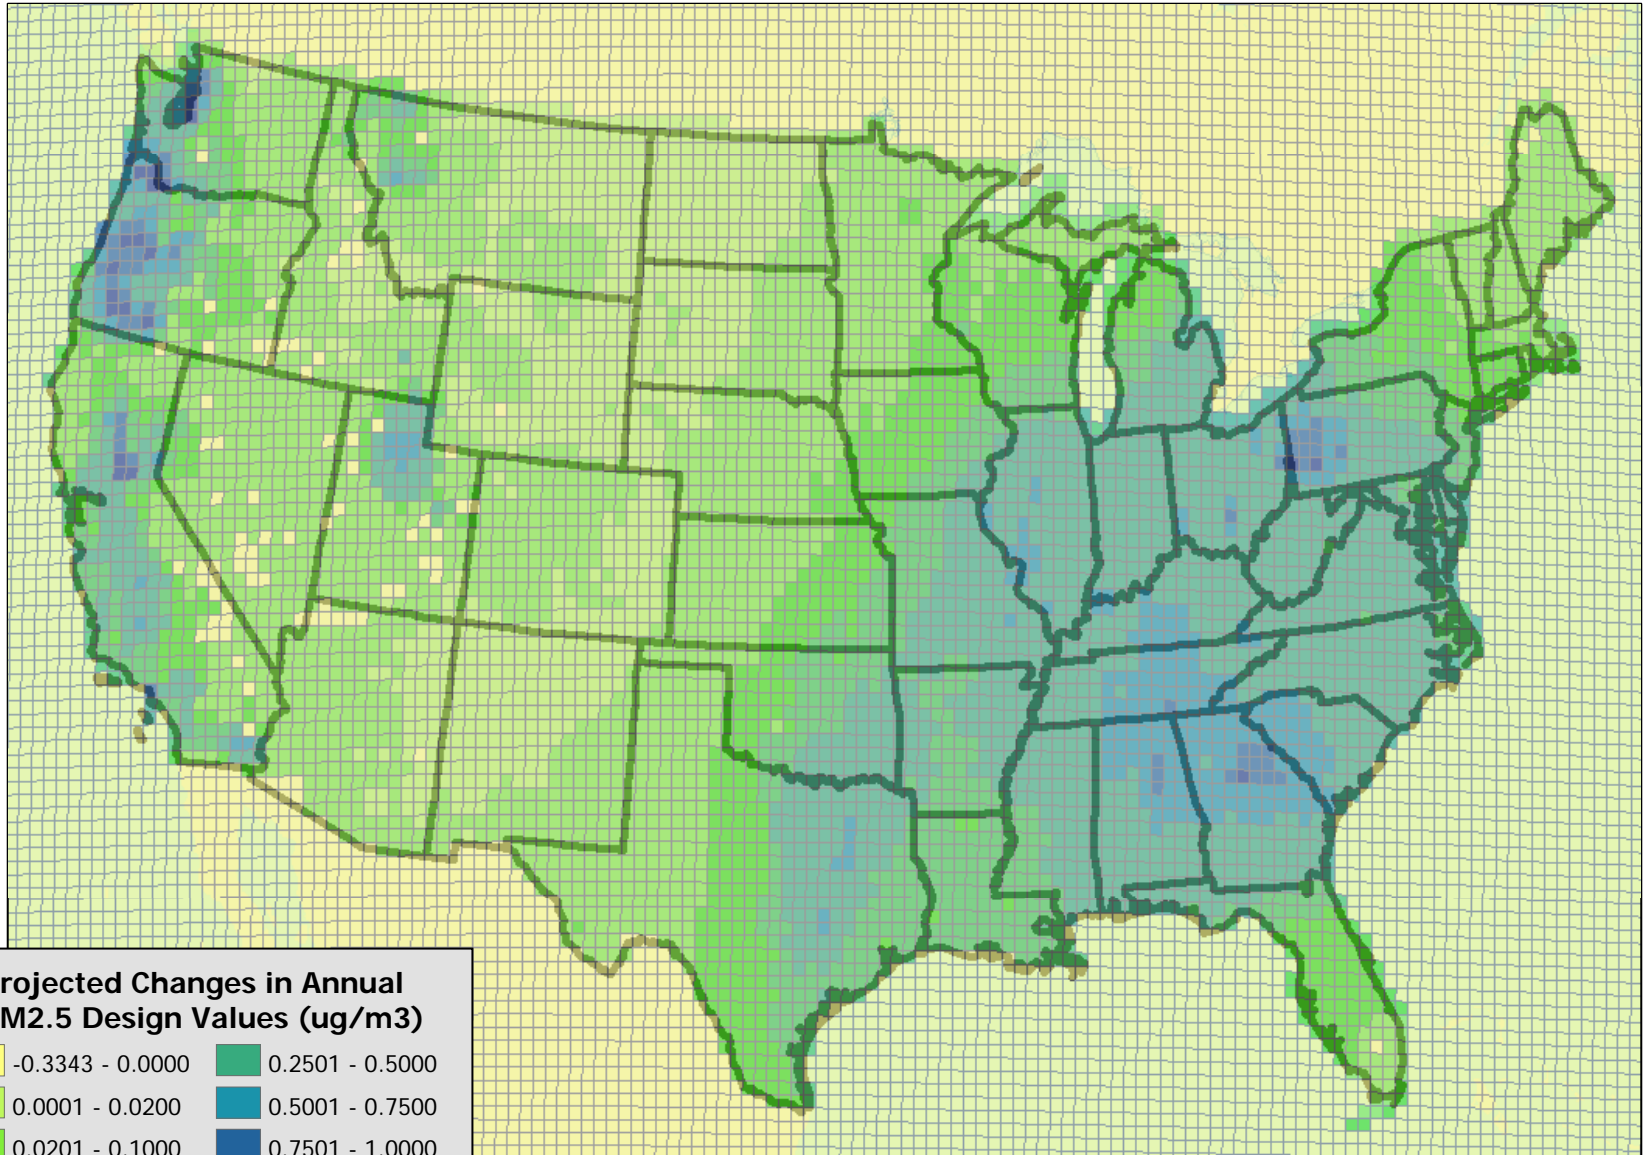 rojected Changes in Annual
M2.5 Design Values (ug/m3)
-0.3343 - 0.0000
0.0001 - 0.0200
0.0201 - 0.1000
0.2501 - 0.5000
0.5001 - 0.7500
0.7501 - 1.0000